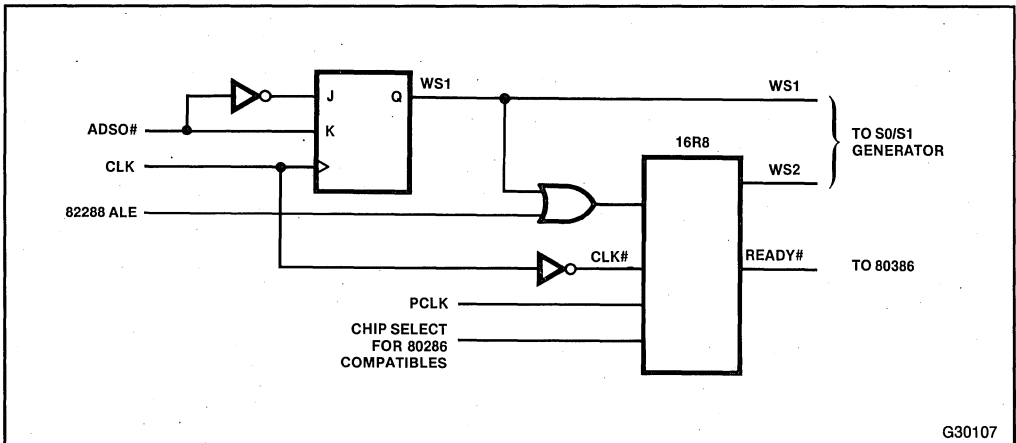 WS1
WS1
J
Q
ADSO#
K
TO S0/S1
GENERATOR
CLK
16R8
WS2
82288 ALE
CLK#
READY#
TO 80386
PCLK
CHIP SELECT
FOR 80286
COMPATIBLES
G30107